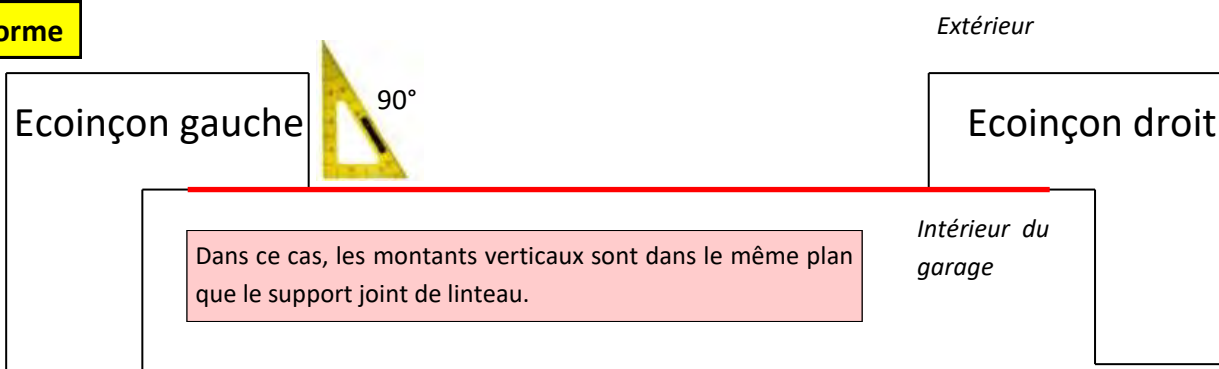 orme
Extérieur
90°
Ecoinçon gauche
Ecoinçon droit
Intérieur du
garage
Dans ce cas, les montants verticaux sont dans le même plan
que le support joint de linteau.